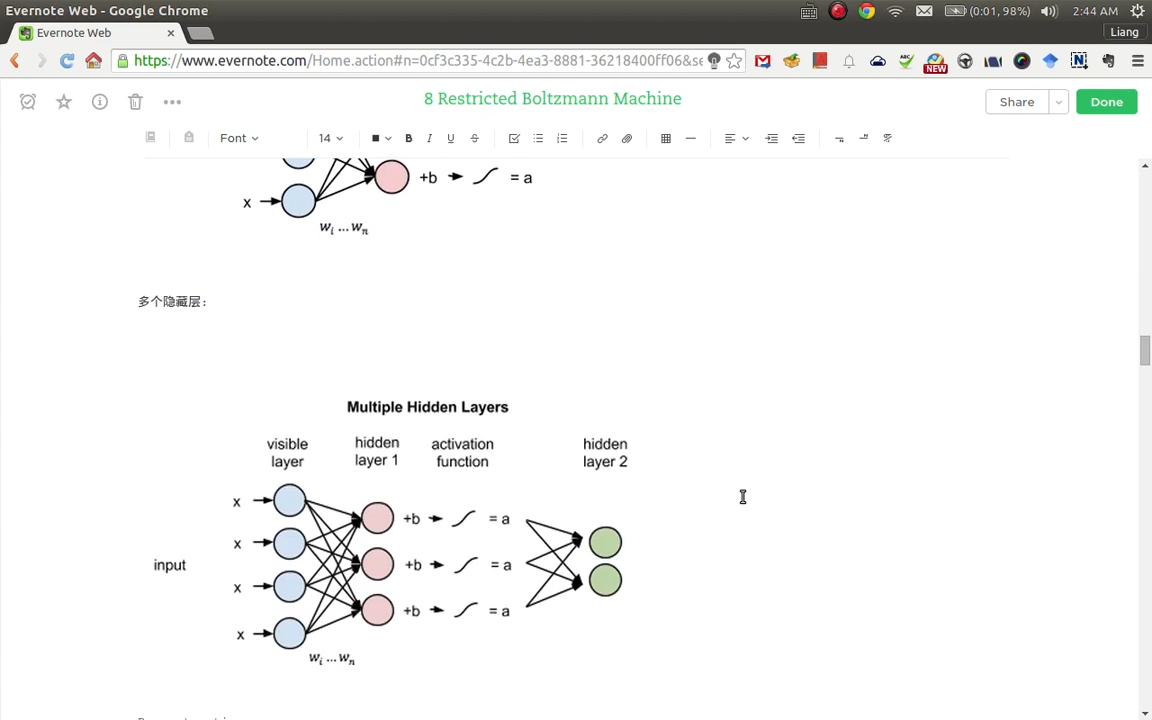 Evernote Web - Google Chrome
(0:01, 98%)
2:44 AM
Evernote Web
Liang
https://www.evernote.com/Home.action#n=0cf3c335-4c2b-4ea3-8881-36218400ff06&se
NEW
8 Restricted Boltzmann Machine
Share
Done
Font
14
B
I
U
+b
= a
x
wᵢ ...wₙ
多个隐藏层：
Multiple Hidden Layers
visible layer
hidden layer 1
activation function
hidden layer 2
x
+b
= a
x
input
+b
= a
x
+b
= a
x
wᵢ ...wₙ